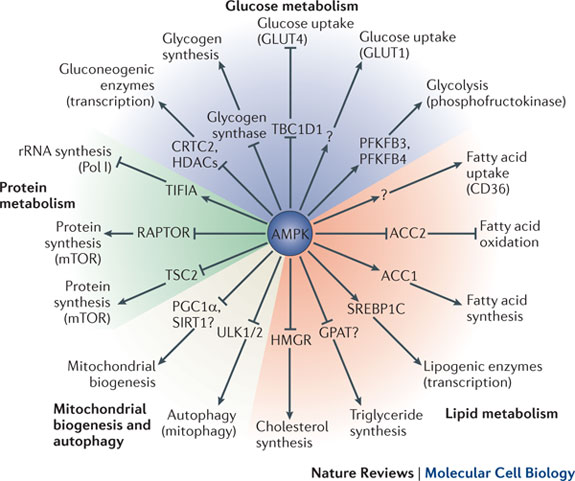 Glucose metabolism
Glucose uptake
(GLUT4)
Glucose uptake
(GLUT1)
Glycogen
synthesis
Gluconeogenic
enzymes
(transcription)
Glycolysis
(phosphofructokinase)
Glycogen
synthase
TBC1D1
?
CRTC2,
HDACs
PFKFB3,
PFKFB4
rRNA synthesis
(Pol I)
TIFIA
?
Fatty acid
uptake
(CD36)
Protein
metabolism
Protein
synthesis
(mTOR)
RAPTOR
AMPK
ACC2
Fatty acid
oxidation
TSC2
ACC1
Protein
synthesis
(mTOR)
PGC1α,
SIRT1?
ULK1/2
HMGR
GPAT?
SREBP1C
Fatty acid
synthesis
Mitochondrial
biogenesis
Lipogenic enzymes
(transcription)
Mitochondrial
biogenesis and
autophagy
Autophagy
(mitophagy)
Cholesterol
synthesis
Triglyceride
synthesis
Lipid metabolism
Nature Reviews | Molecular Cell Biology